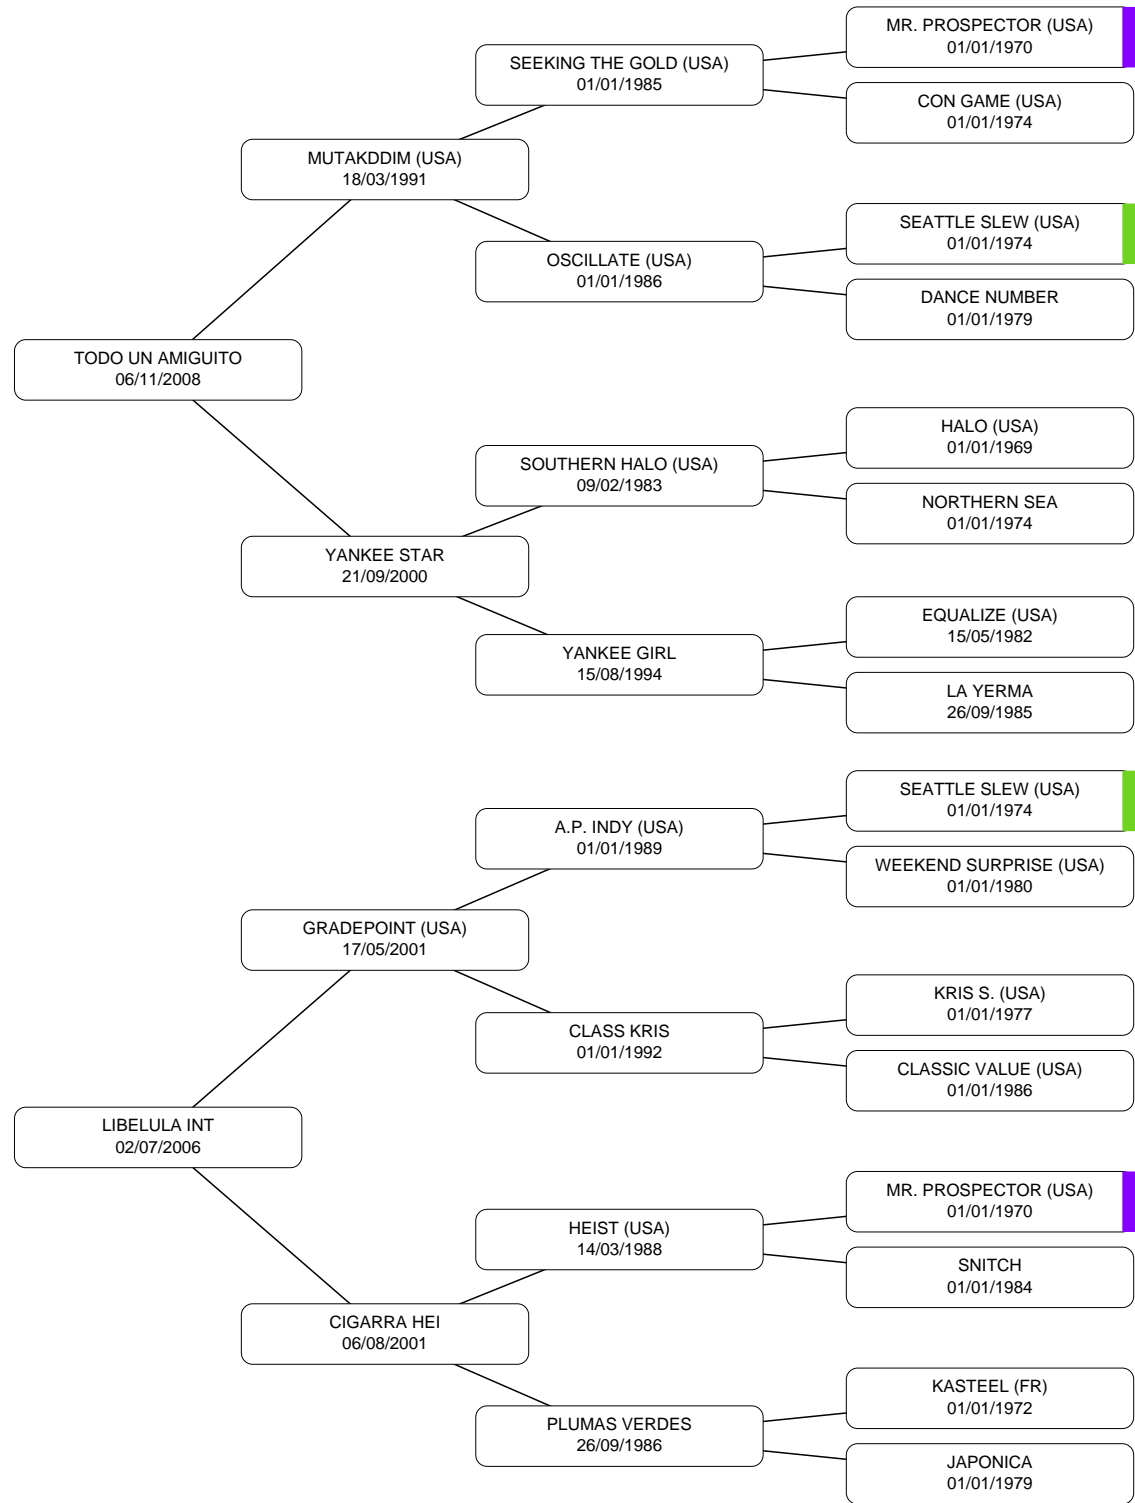 MR. PROSPECTOR (USA)
01/01/1970
SEEKING THE GOLD (USA)
01/01/1985
CON GAME (USA)
01/01/1974
MUTAKDDIM (USA)
18/03/1991
SEATTLE SLEW (USA)
01/01/1974
OSCILLATE (USA)
01/01/1986
DANCE NUMBER
01/01/1979
TODO UN AMIGUITO
06/11/2008
HALO (USA)
01/01/1969
SOUTHERN HALO (USA)
09/02/1983
NORTHERN SEA
01/01/1974
YANKEE STAR
21/09/2000
EQUALIZE (USA)
15/05/1982
YANKEE GIRL
15/08/1994
LA YERMA
26/09/1985
SEATTLE SLEW (USA)
01/01/1974
A.P. INDY (USA)
01/01/1989
WEEKEND SURPRISE (USA)
01/01/1980
GRADEPOINT (USA)
17/05/2001
KRIS S. (USA)
01/01/1977
CLASS KRIS
01/01/1992
CLASSIC VALUE (USA)
01/01/1986
LIBELULA INT
02/07/2006
MR. PROSPECTOR (USA)
01/01/1970
HEIST (USA)
14/03/1988
SNITCH
01/01/1984
CIGARRA HEI
06/08/2001
KASTEEL (FR)
01/01/1972
PLUMAS VERDES
26/09/1986
JAPONICA
01/01/1979